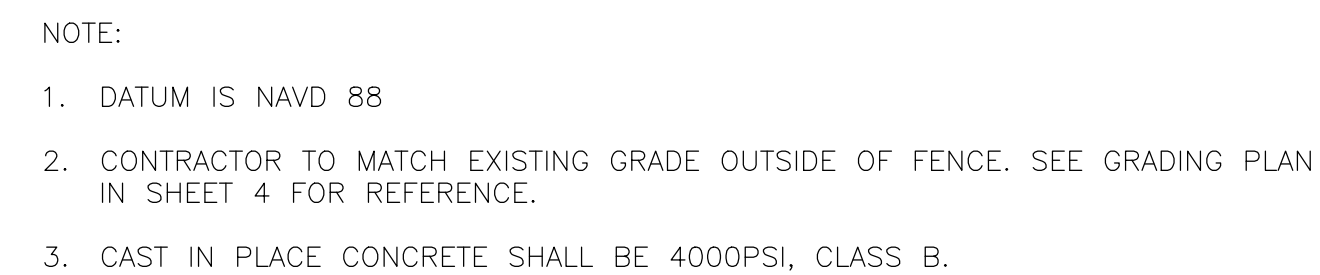 NOTE:
1. DATUM IS NAVD 88
2. CONTRACTOR TO MATCH EXISTING GRADE OUTSIDE OF FENCE. SEE GRADING PLAN
IN SHEET 4 FOR REFERENCE.
3. CAST IN PLACE CONCRETE SHALL BE 4000PSI, CLASS B.